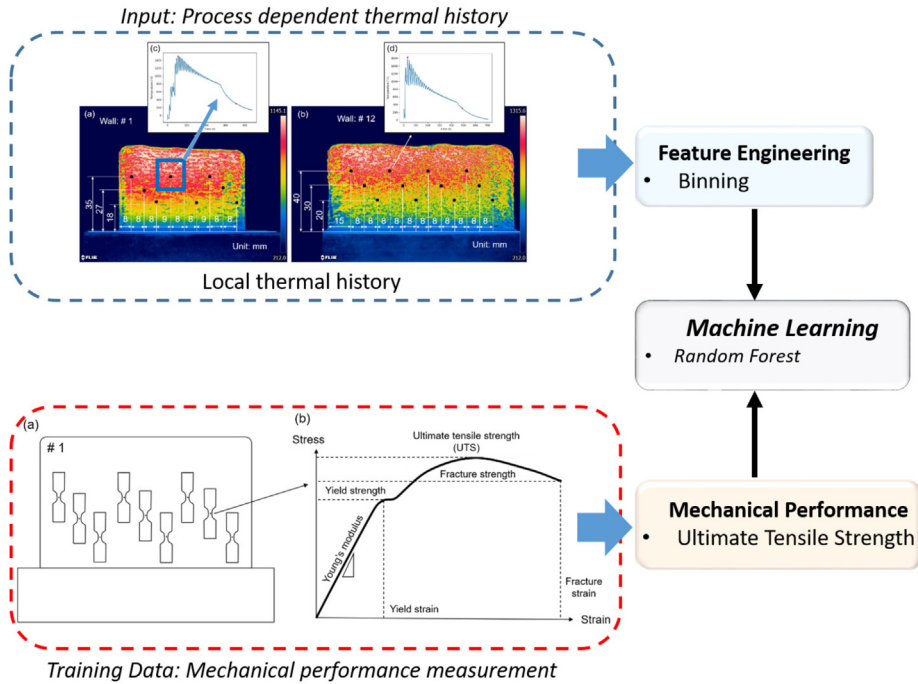 Input: Process dependent thermal history
(c)
(d)
(a)
Wall: # 1
1145.1
(b)
Wall: # 12
1315.0
35
27
18
8 8 8 8 8 8 8 8
Unit: mm
212.0
40
30
20
15 8 8 8 8 8 8 8 8
Unit: mm
212.0
FLIR
FLIR
Local thermal history
Feature Engineering
• Binning
Machine Learning
• Random Forest
Mechanical Performance
• Ultimate Tensile Strength
(a)
# 1
(b)
Stress
Ultimate tensile strength
(UTS)
Fracture strength
Yield strength
Young's modulus
Yield strain
Fracture
strain
Strain
Training Data: Mechanical performance measurement